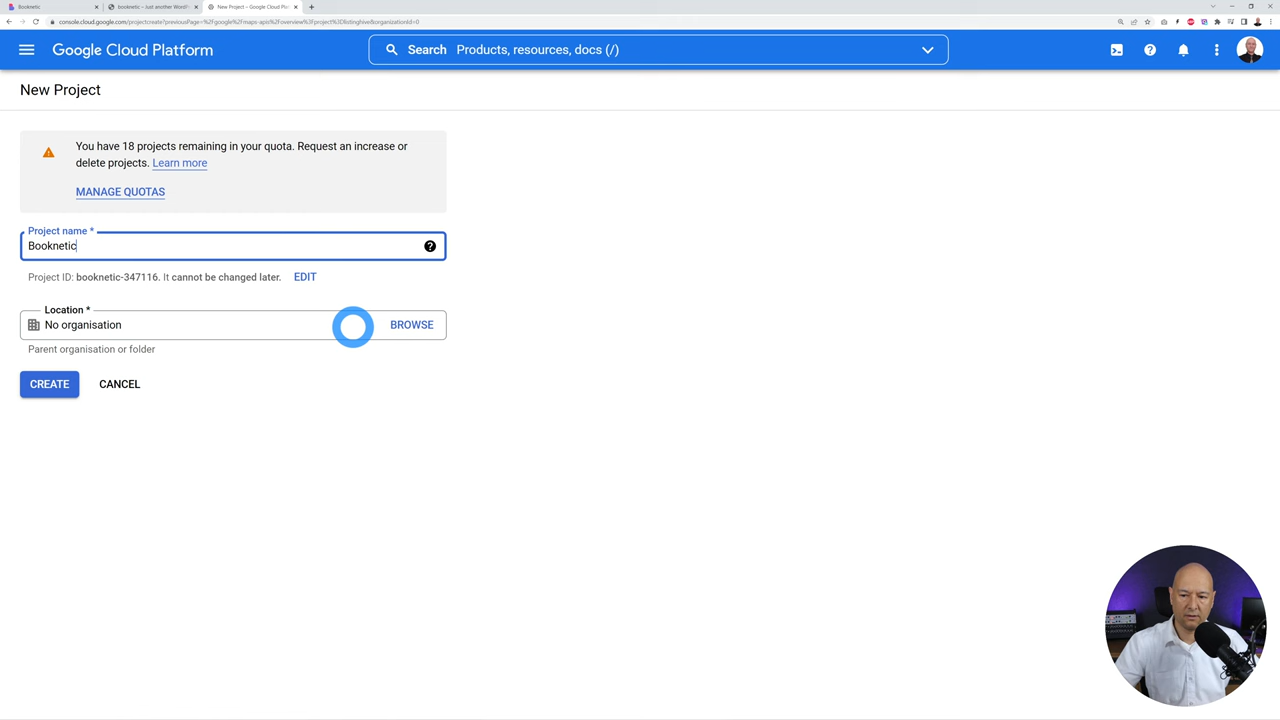 Booknetic
booknetic – Just another WordP
New Project – Google Cloud Plat
console.cloud.google.com/projectcreate?previousPage=%2Fgoogle%2Fmaps-apis%2Foverview%3Fproject%3Dlistinghive&organizationId=0
Google Cloud Platform
Search Products, resources, docs (/)
New Project
You have 18 projects remaining in your quota. Request an increase or
delete projects. Learn more
MANAGE QUOTAS
Project name *
Booknetic
Project ID: booknetic-347116. It cannot be changed later. EDIT
Location *
No organisation
BROWSE
Parent organisation or folder
CREATE
CANCEL